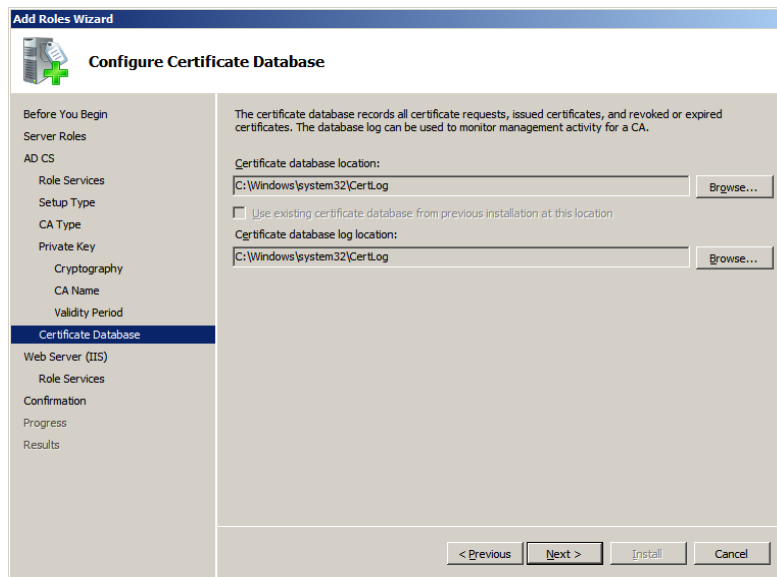 Add Roles Wizard
Configure Certificate Database
Before You Begin
Server Roles
AD CS
Role Services
Setup Type
CA Type
Private Key
Cryptography
CA Name
Validity Period
Certificate Database
Web Server (IIS)
Role Services
Confirmation
Progress
Results
The certificate database records all certificate requests, issued certificates, and revoked or expired
certificates. The database log can be used to monitor management activity for a CA.
Certificate database location:
C:\Windows\system32\CertLog
Browse...
Use existing certificate database from previous installation at this location
Certificate database log location:
C:\Windows\system32\CertLog
Browse...
< Previous
Next >
Install
Cancel